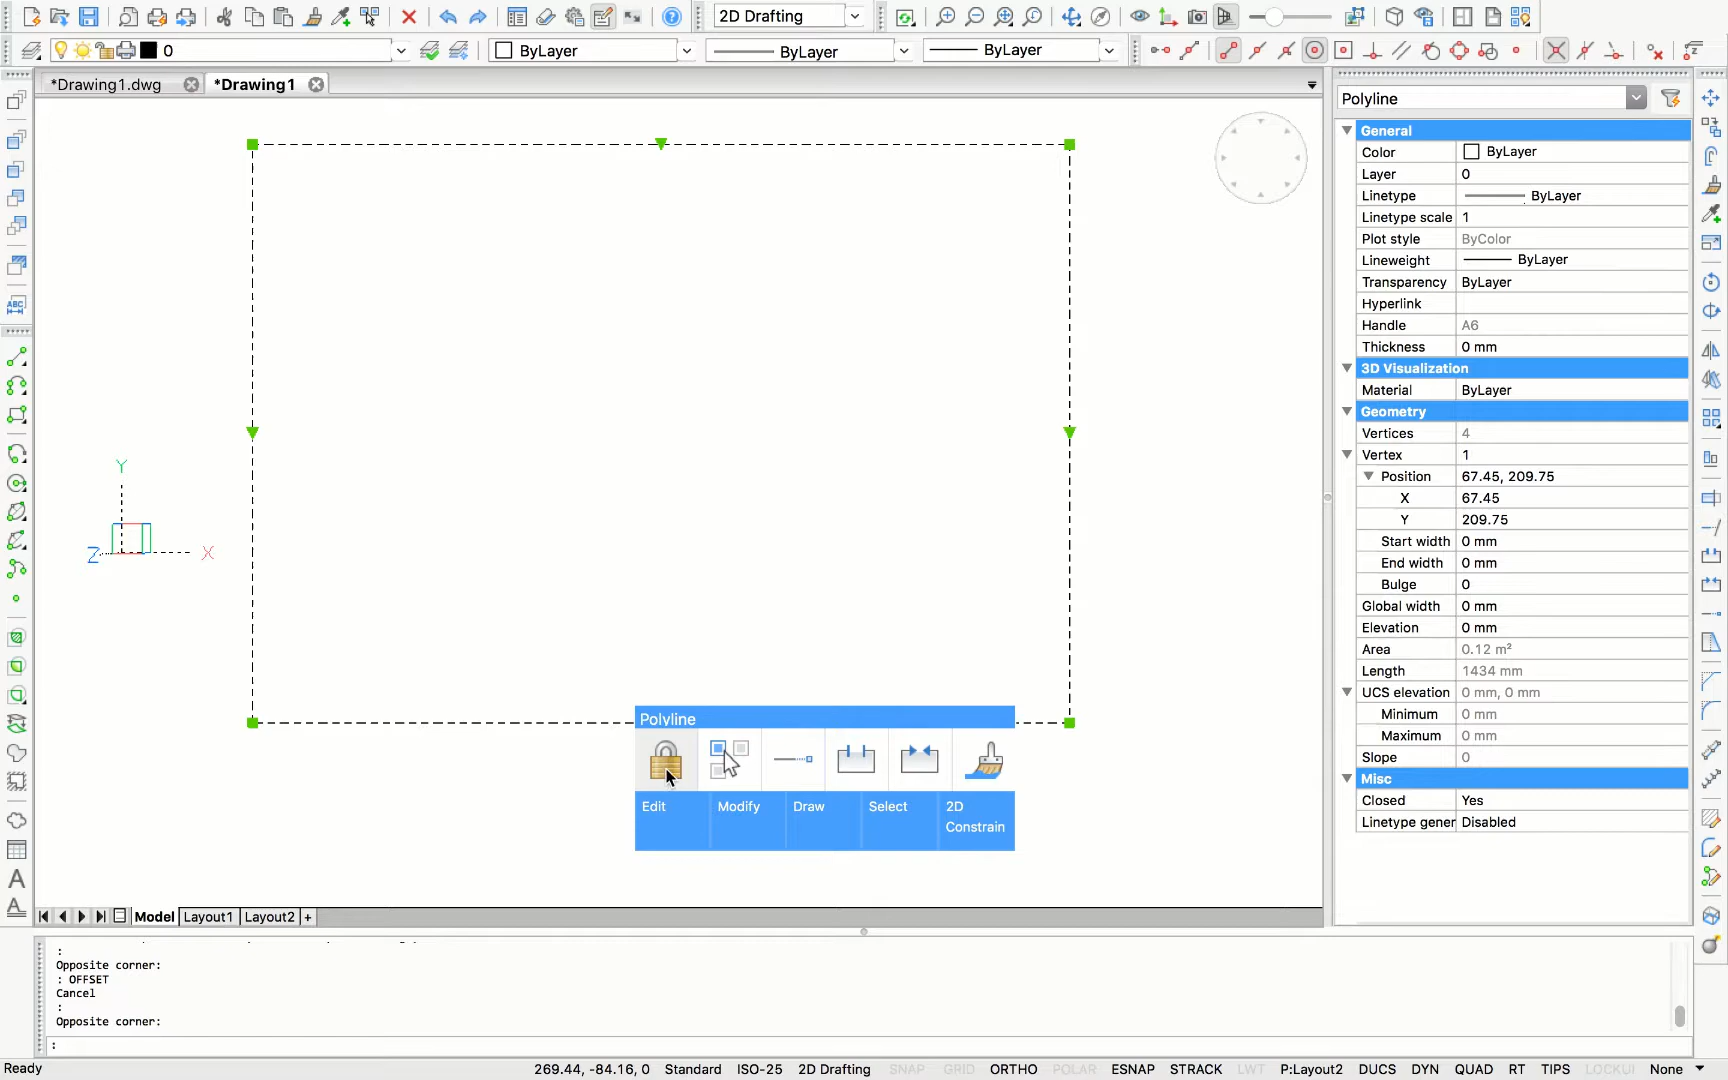 2D Drafting
0
ByLayer
ByLayer
ByLayer
*Drawing1.dwg
*Drawing1
Polyline
General
Color ByLayer
Layer 0
Linetype ByLayer
Linetype scale 1
Plot style ByColor
Lineweight ByLayer
Transparency ByLayer
Hyperlink
Handle A6
Thickness 0 mm
3D Visualization
Material ByLayer
Geometry
Vertices 4
Vertex 1
Position 67.45, 209.75
X 67.45
Y 209.75
Start width 0 mm
End width 0 mm
Bulge 0
Global width 0 mm
Elevation 0 mm
Area 0.12 m²
Length 1434 mm
UCS elevation 0 mm, 0 mm
Minimum 0 mm
Maximum 0 mm
Slope 0
Misc
Closed Yes
Linetype gener Disabled
ABC
A
A
Y
Z
X
Polyline
Edit
Modify
Draw
Select
2D
Constrain
Model
Layout1
Layout2
+
:
Opposite corner:
: OFFSET
Cancel
:
Opposite corner:
:
Ready
269.44, -84.16, 0 Standard ISO-25 2D Drafting SNAP GRID ORTHO POLAR ESNAP STRACK LWT P:Layout2 DUCS DYN QUAD RT TIPS LOCKUI None